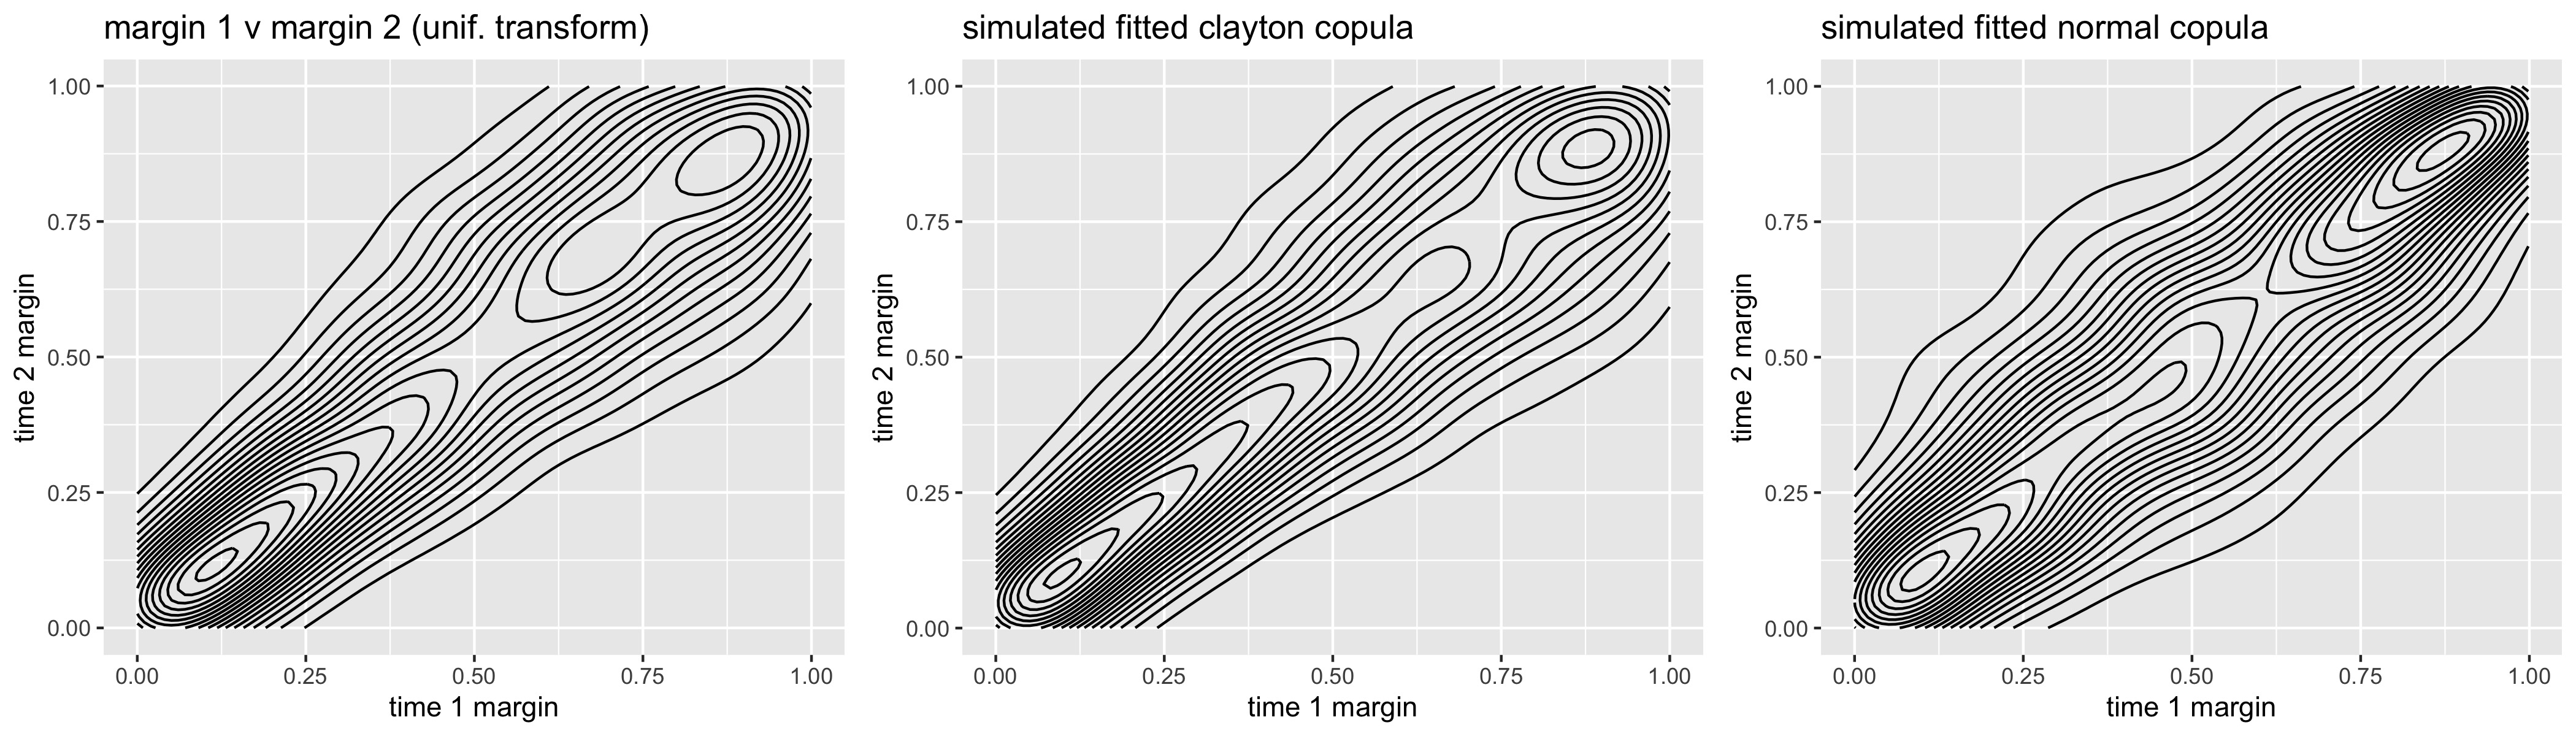 margin 1 v margin 2 (unif. transform)
1.00
0.75
0.50
0.25
0.00
time 2 margin
0.00 0.25 0.50 0.75 1.00
time 1 margin
simulated fitted clayton copula
1.00
0.75
0.50
0.25
0.00
time 2 margin
0.00 0.25 0.50 0.75 1.00
time 1 margin
simulated fitted normal copula
1.00
0.75
0.50
0.25
0.00
time 2 margin
0.00 0.25 0.50 0.75 1.00
time 1 margin